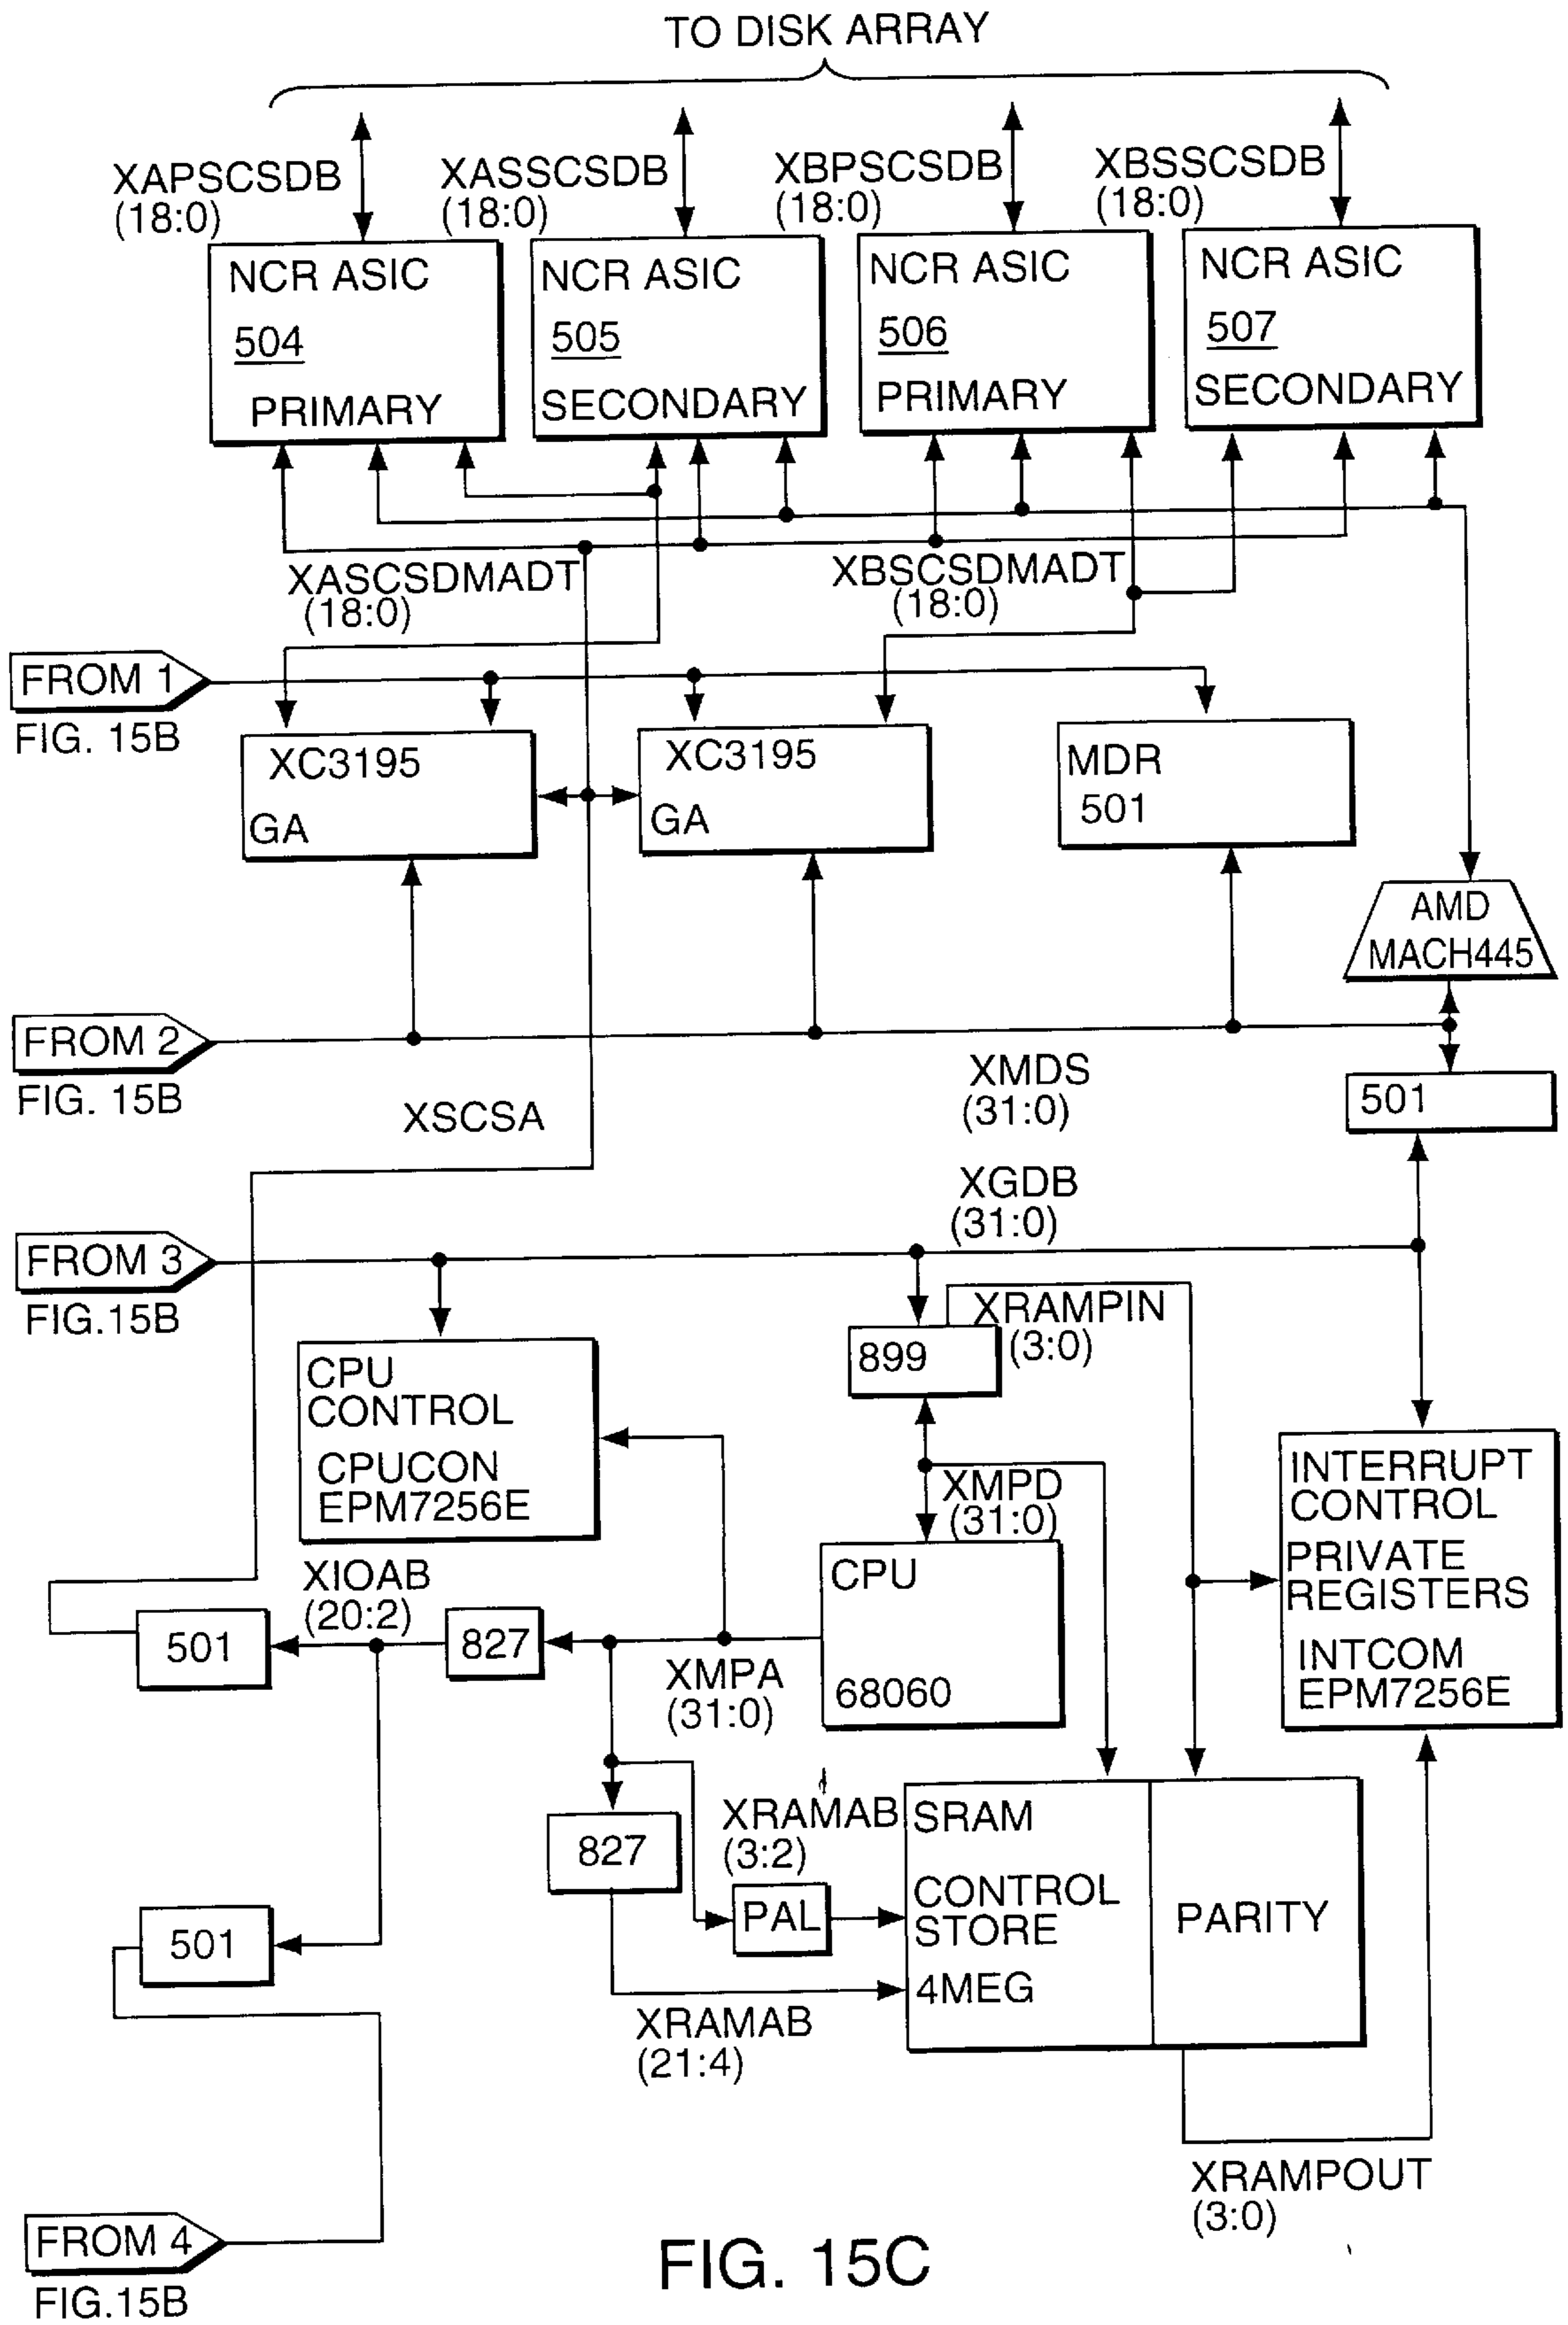 TO DISK ARRAY
XAPSCSDB
(18:0)
XASSCSDB
(18:0)
XBPSCSDB
(18:0)
XBSSCSDB
(18:0)
NCR ASIC
504
PRIMARY
NCR ASIC
505
SECONDARY
NCR ASIC
506
PRIMARY
NCR ASIC
507
SECONDARY
XASCSDMADT
(18:0)
XBSCSDMADT
(18:0)
FROM 1
FIG. 15B
XC3195
GA
XC3195
GA
MDR
501
AMD
MACH445
FROM 2
FIG. 15B
XMDS
(31:0)
501
XSCSA
XGDB
(31:0)
FROM 3
FIG.15B
XRAMPIN
(3:0)
899
CPU
CONTROL
CPUCON
EPM7256E
XMPD
(31:0)
INTERRUPT
CONTROL
PRIVATE
REGISTERS
INTCOM
EPM7256E
XIOAB
(20:2)
501
827
XMPA
(31:0)
CPU
68060
827
XRAMAB
(3:2)
PAL
SRAM
CONTROL
STORE
4MEG
PARITY
501
XRAMAB
(21:4)
XRAMPOUT
(3:0)
FROM 4
FIG.15B
FIG. 15C